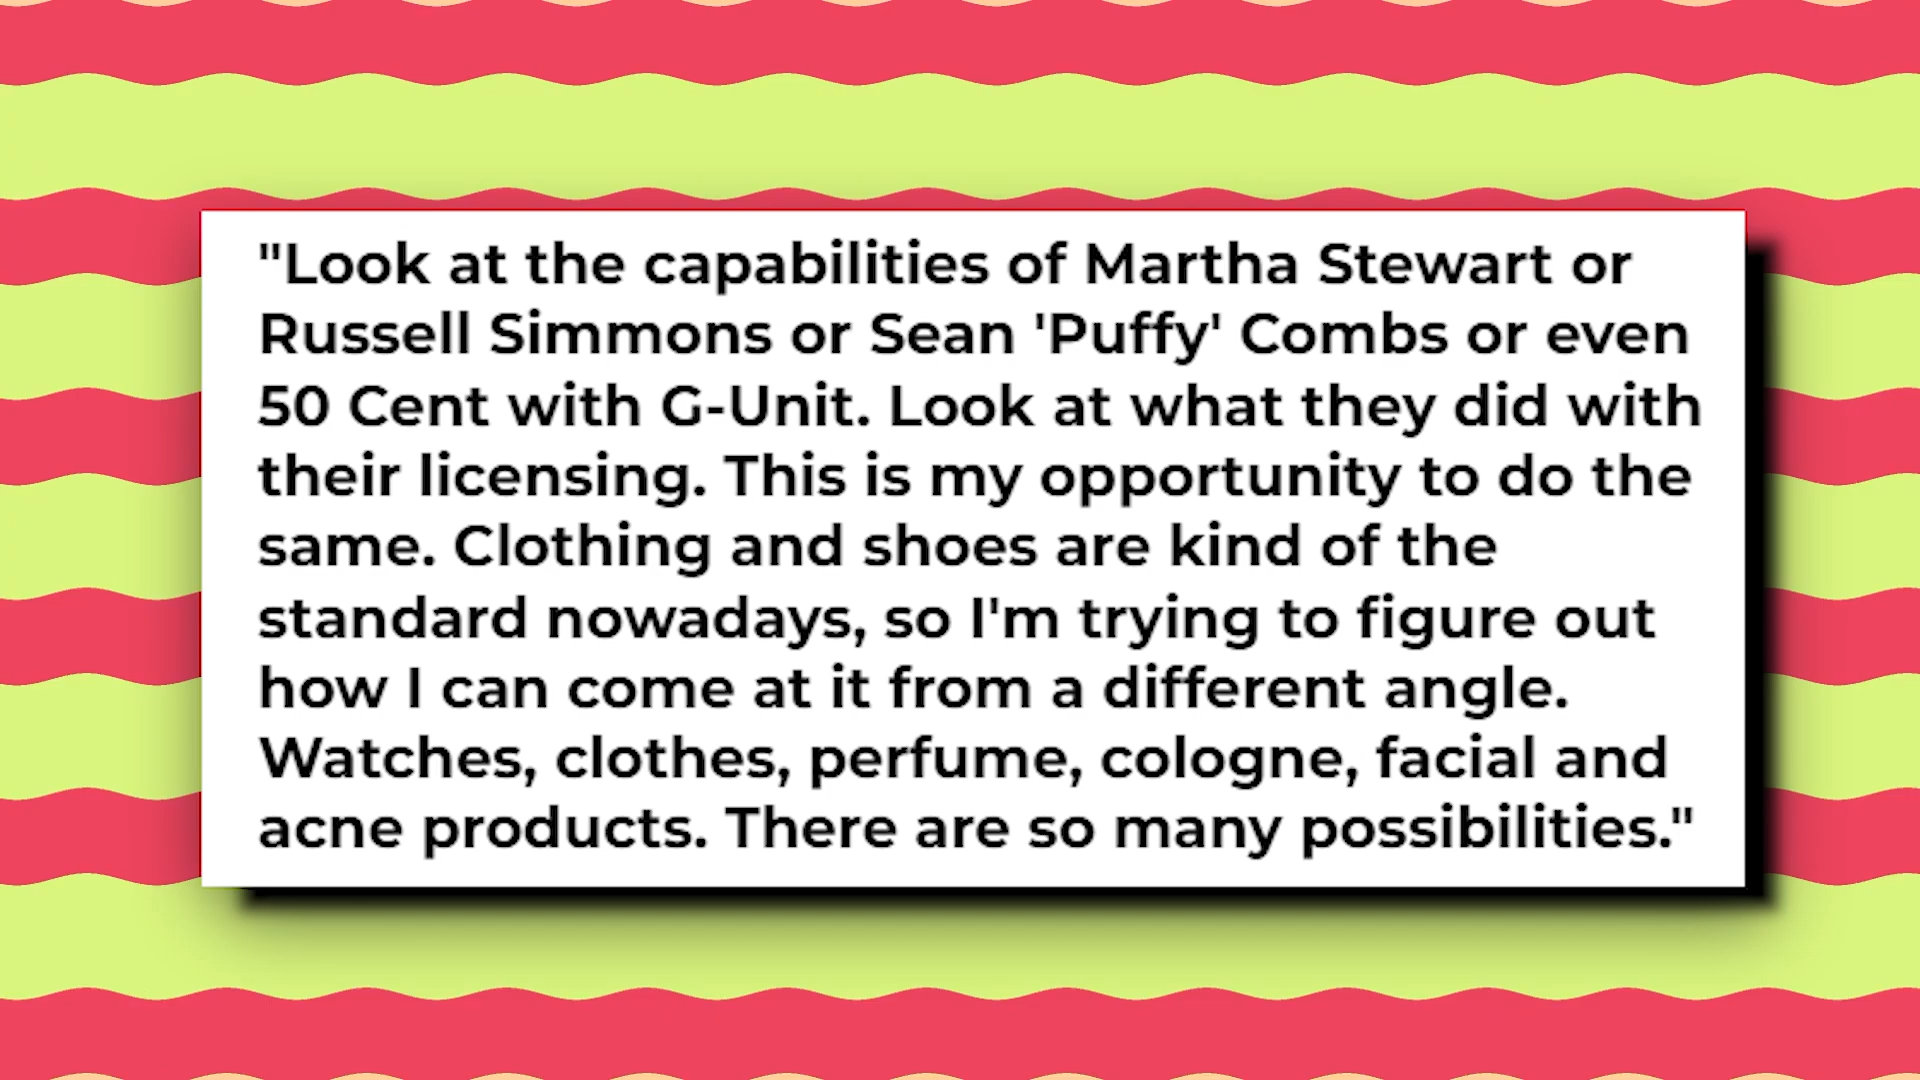 "Look at the capabilities of Martha Stewart or
Russell Simmons or Sean 'Puffy' Combs or even
50 Cent with G-Unit. Look at what they did with
their licensing. This is my opportunity to do the
same. Clothing and shoes are kind of the
standard nowadays, so I'm trying to figure out
how I can come at it from a different angle.
Watches, clothes, perfume, cologne, facial and
acne products. There are so many possibilities."